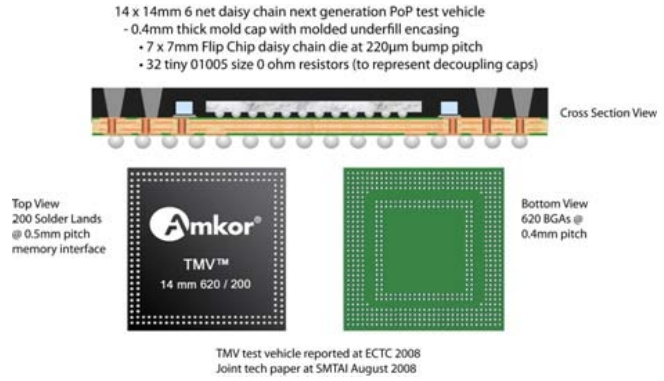 14 x 14mm 6 net daisy chain next generation PoP test vehicle
- 0.4mm thick mold cap with molded underfill encasing
• 7 x 7mm Flip Chip daisy chain die at 220µm bump pitch
• 32 tiny 01005 size 0 ohm resistors (to represent decoupling caps)
Cross Section View
Top View
200 Solder Lands
@ 0.5mm pitch
memory interface
Amkor®
TMV™
14 mm 620 / 200
Bottom View
620 BGAs @
0.4mm pitch
TMV test vehicle reported at ECTC 2008
Joint tech paper at SMTAI August 2008